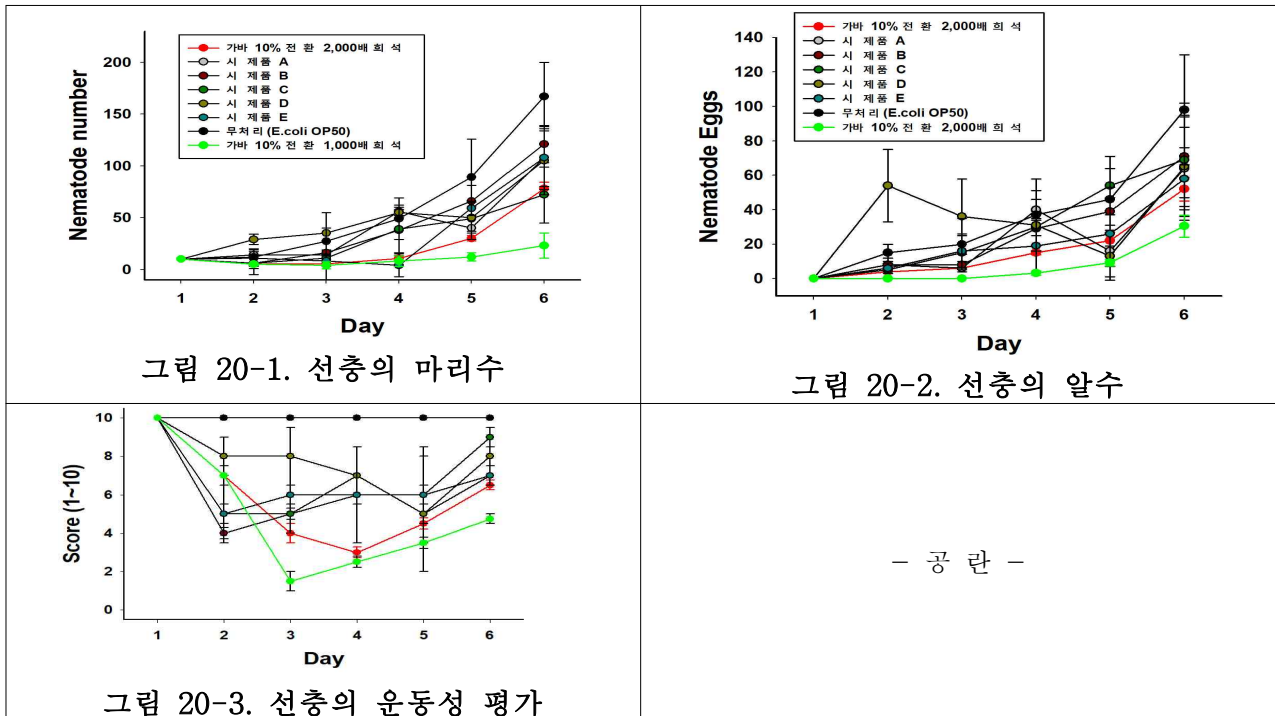 가바 10%전 환 2,000배 희 석
시 제품 A
시 제품 B
시 제품 C
시 제품 D
시 제품 E
무처리 (E.coli OP50)
가바 10%전 환 1,000배 희 석
Nematode number
200
150
100
50
0
1 2 3 4 5 6
Day
그림 20-1. 선충의 마리수
가바 10%전 환 2,000배 희 석
시 제품 A
시 제품 B
시 제품 C
시 제품 D
시 제품 E
무처리 (E.coli OP50)
가바 10%전 환 2,000배 희 석
Nematode Eggs
140
120
100
80
60
40
20
0
1 2 3 4 5 6
Day
그림 20-2. 선충의 알수
Score (1~10)
10
8
6
4
2
0
1 2 3 4 5 6
Day
그림 20-3. 선충의 운동성 평가
- 공 란 -